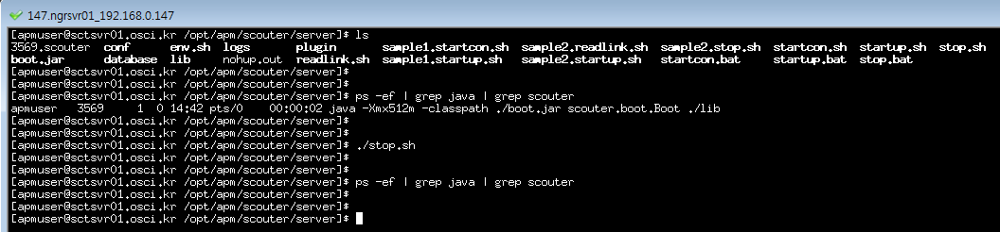 147.ngrsvr01_192.168.0.147
[apmuser@sctsvr01.osci.kr /opt/apm/scouter/server]$ ls
3569.scouter  conf      env.sh  logs       plugin       sample1.startcon.sh  sample2.readlink.sh  sample2.stop.sh  startcon.sh  startup.sh  stop.sh
boot.jar      database  lib     nohup.out  readlink.sh  sample1.startup.sh   sample2.startup.sh   startcon.bat     startup.bat  stop.bat
[apmuser@sctsvr01.osci.kr /opt/apm/scouter/server]$
[apmuser@sctsvr01.osci.kr /opt/apm/scouter/server]$
[apmuser@sctsvr01.osci.kr /opt/apm/scouter/server]$ ps -ef | grep java | grep scouter
apmuser   3569     1  0 14:42 pts/0    00:00:02 java -Xmx512m -classpath ./boot.jar scouter.boot.Boot ./lib
[apmuser@sctsvr01.osci.kr /opt/apm/scouter/server]$
[apmuser@sctsvr01.osci.kr /opt/apm/scouter/server]$
[apmuser@sctsvr01.osci.kr /opt/apm/scouter/server]$ ./stop.sh
[apmuser@sctsvr01.osci.kr /opt/apm/scouter/server]$
[apmuser@sctsvr01.osci.kr /opt/apm/scouter/server]$
[apmuser@sctsvr01.osci.kr /opt/apm/scouter/server]$ ps -ef | grep java | grep scouter
[apmuser@sctsvr01.osci.kr /opt/apm/scouter/server]$
[apmuser@sctsvr01.osci.kr /opt/apm/scouter/server]$
[apmuser@sctsvr01.osci.kr /opt/apm/scouter/server]$